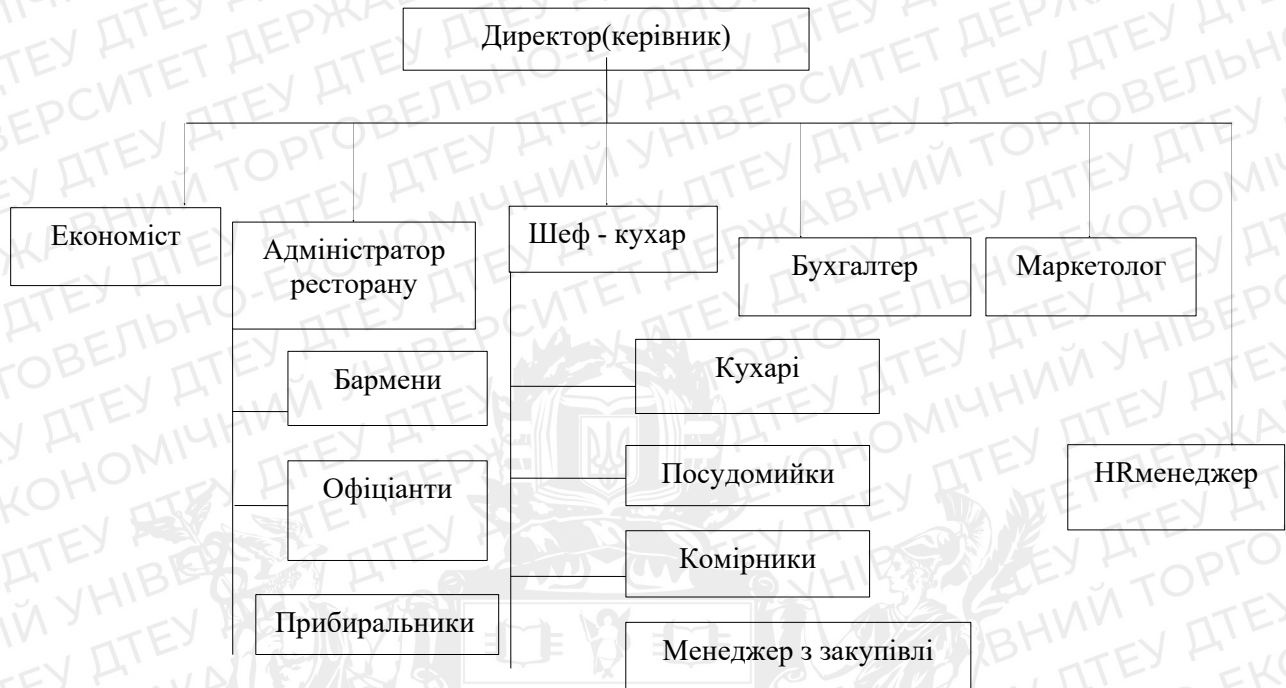 Директор(керівник)
Економіст
Адміністратор
ресторану
Шеф - кухар
Бухгалтер
Маркетолог
Бармени
Кухарі
Офіціанти
Посудомийки
HRменеджер
Комірники
Прибиральники
Менеджер з закупівлі